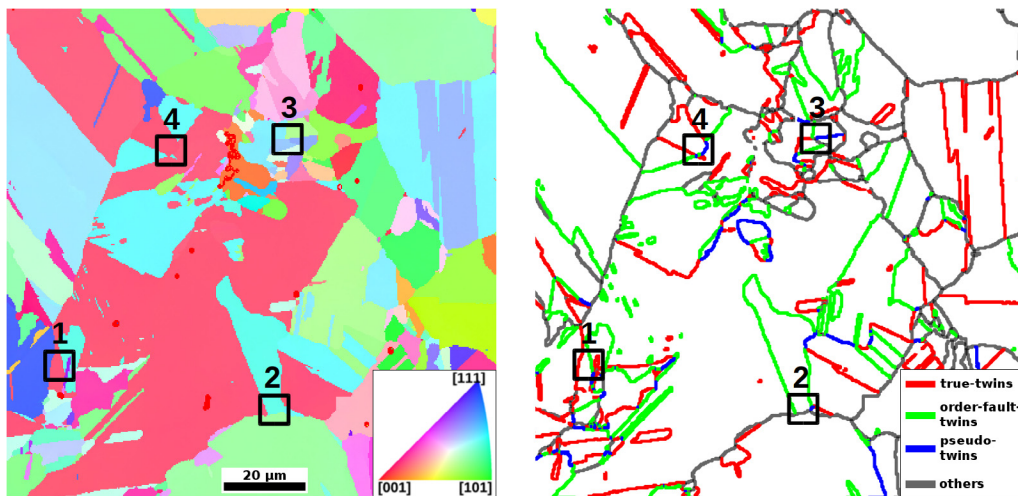 4
3
1
2
20 μm
[111]
[001]
[101]
4
3
1
2
true-twins
order-fault-
twins
pseudo-
twins
others